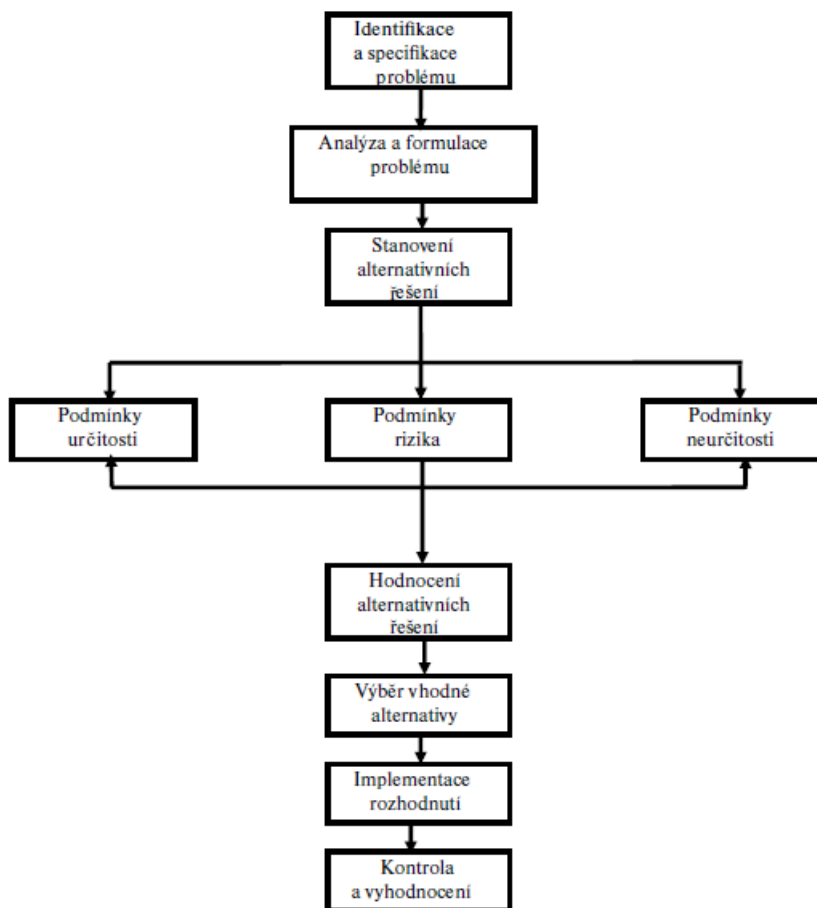 Identifikace
a specifikace
problému
Analýza a formulace
problému
Stanovení
alternativních
řešení
Podmínky
určitosti
Podmínky
rizika
Podmínky
neurčitosti
Hodnocení
alternativních
řešení
Výběr vhodné
alternativy
Implementace
rozhodnutí
Kontrola
a vyhodnocení